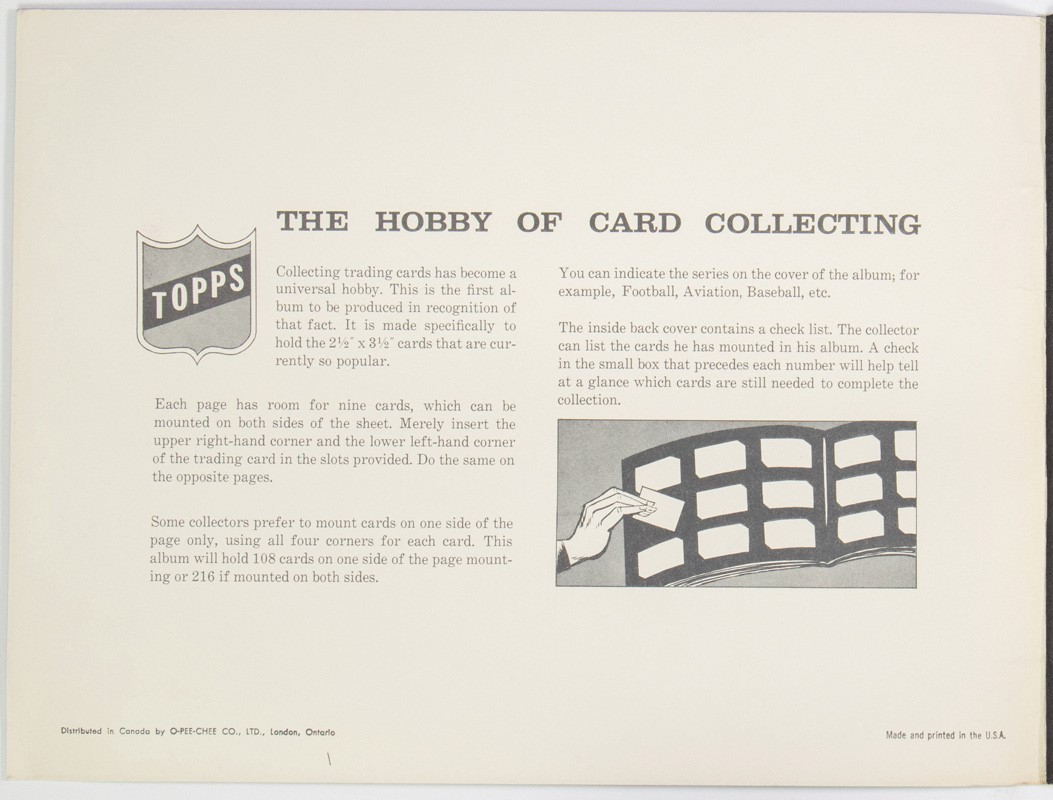 THE HOBBY OF CARD COLLECTING
TOPPS
Collecting trading cards has become a
universal hobby. This is the first al-
bum to be produced in recognition of
that fact. It is made specifically to
hold the 2½″ x 3½″ cards that are cur-
rently so popular.
Each page has room for nine cards, which can be
mounted on both sides of the sheet. Merely insert the
upper right-hand corner and the lower left-hand corner
of the trading card in the slots provided. Do the same on
the opposite pages.
Some collectors prefer to mount cards on one side of the
page only, using all four corners for each card. This
album will hold 108 cards on one side of the page mount-
ing or 216 if mounted on both sides.
You can indicate the series on the cover of the album; for
example, Football, Aviation, Baseball, etc.
The inside back cover contains a check list. The collector
can list the cards he has mounted in his album. A check
in the small box that precedes each number will help tell
at a glance which cards are still needed to complete the
collection.
Distributed in Canada by O-PEE-CHEE CO., LTD., London, Ontario
Made and printed in the U.S.A.